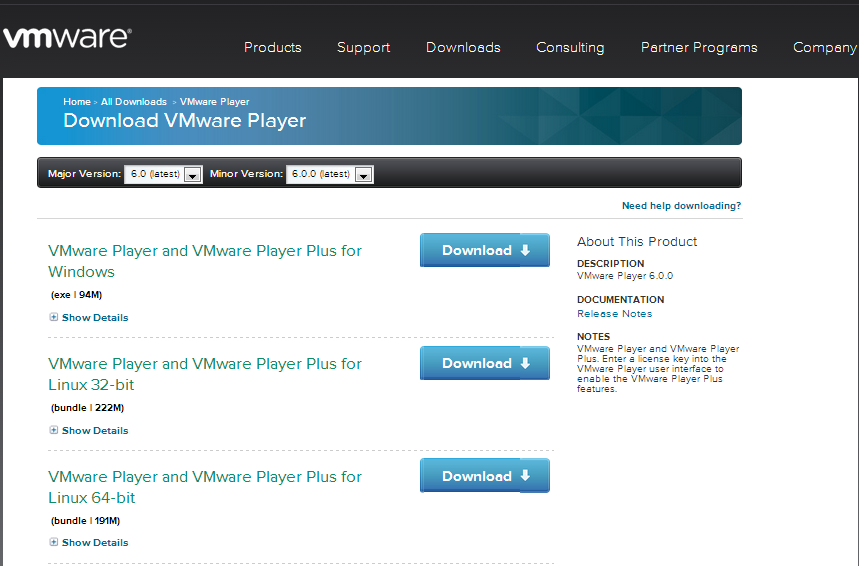 vmware®
Products Support Downloads Consulting Partner Programs Company
Home > All Downloads > VMware Player
Download VMware Player
Major Version: 6.0 (latest) Minor Version: 6.0.0 (latest)
Need help downloading?
VMware Player and VMware Player Plus for
Windows
(exe | 94M)
Show Details
Download
VMware Player and VMware Player Plus for
Linux 32-bit
(bundle | 222M)
Show Details
Download
VMware Player and VMware Player Plus for
Linux 64-bit
(bundle | 191M)
Show Details
Download
About This Product
DESCRIPTION
VMware Player 6.0.0
DOCUMENTATION
Release Notes
NOTES
VMware Player and VMware Player
Plus. Enter a license key into the
VMware Player user interface to
enable the VMware Player Plus
features.